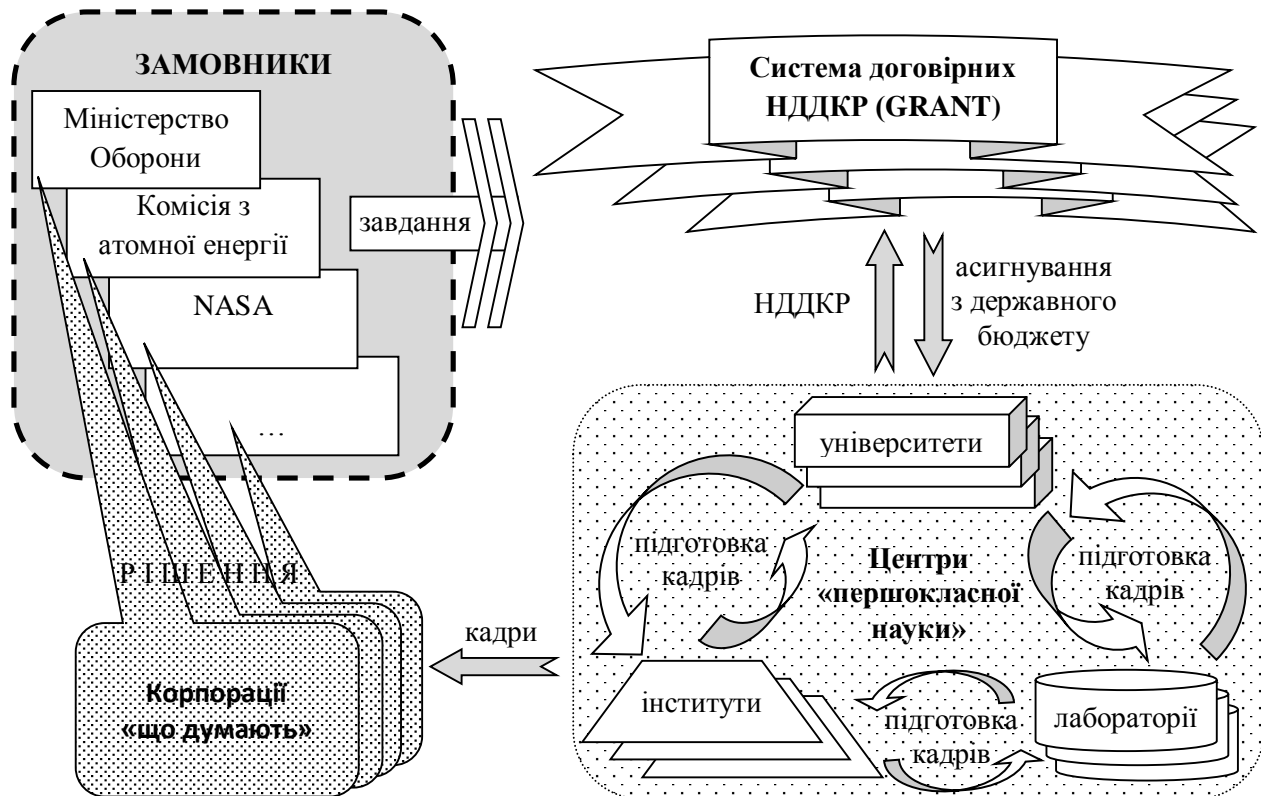 ЗАМОВНИКИ
Міністерство
Оборони
Комісія з
атомної енергії
NASA
…
завдання
Система договірних
НДДКР (GRANT)
НДДКР
асигнування
з державного
бюджету
університети
підготовка
кадрів
Центри
«першокласної
науки»
підготовка
кадрів
інститути
підготовка
кадрів
лабораторії
кадри
РІШЕННЯ
Корпорації
«що думають»